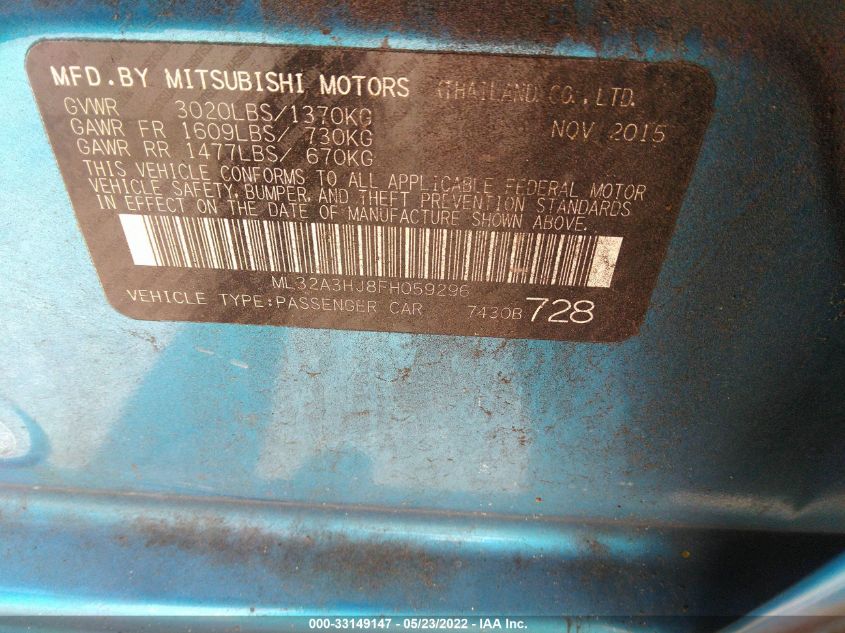 MFD.BY MITSUBISHI MOTORS (THAILAND) CO.,LTD.
GVWR 3020LBS/1370KG NOV 2015
GAWR FR 1609LBS/ 730KG
GAWR RR 1477LBS/ 670KG
THIS VEHICLE CONFORMS TO ALL APPLICABLE FEDERAL MOTOR
VEHICLE SAFETY, BUMPER, AND THEFT PREVENTION STANDARDS
IN EFFECT ON THE DATE OF MANUFACTURE SHOWN ABOVE.
ML32A3HJ8FH059296
VEHICLE TYPE:PASSENGER CAR 7430B 728
000-33149147 - 05/23/2022 - IAA Inc.